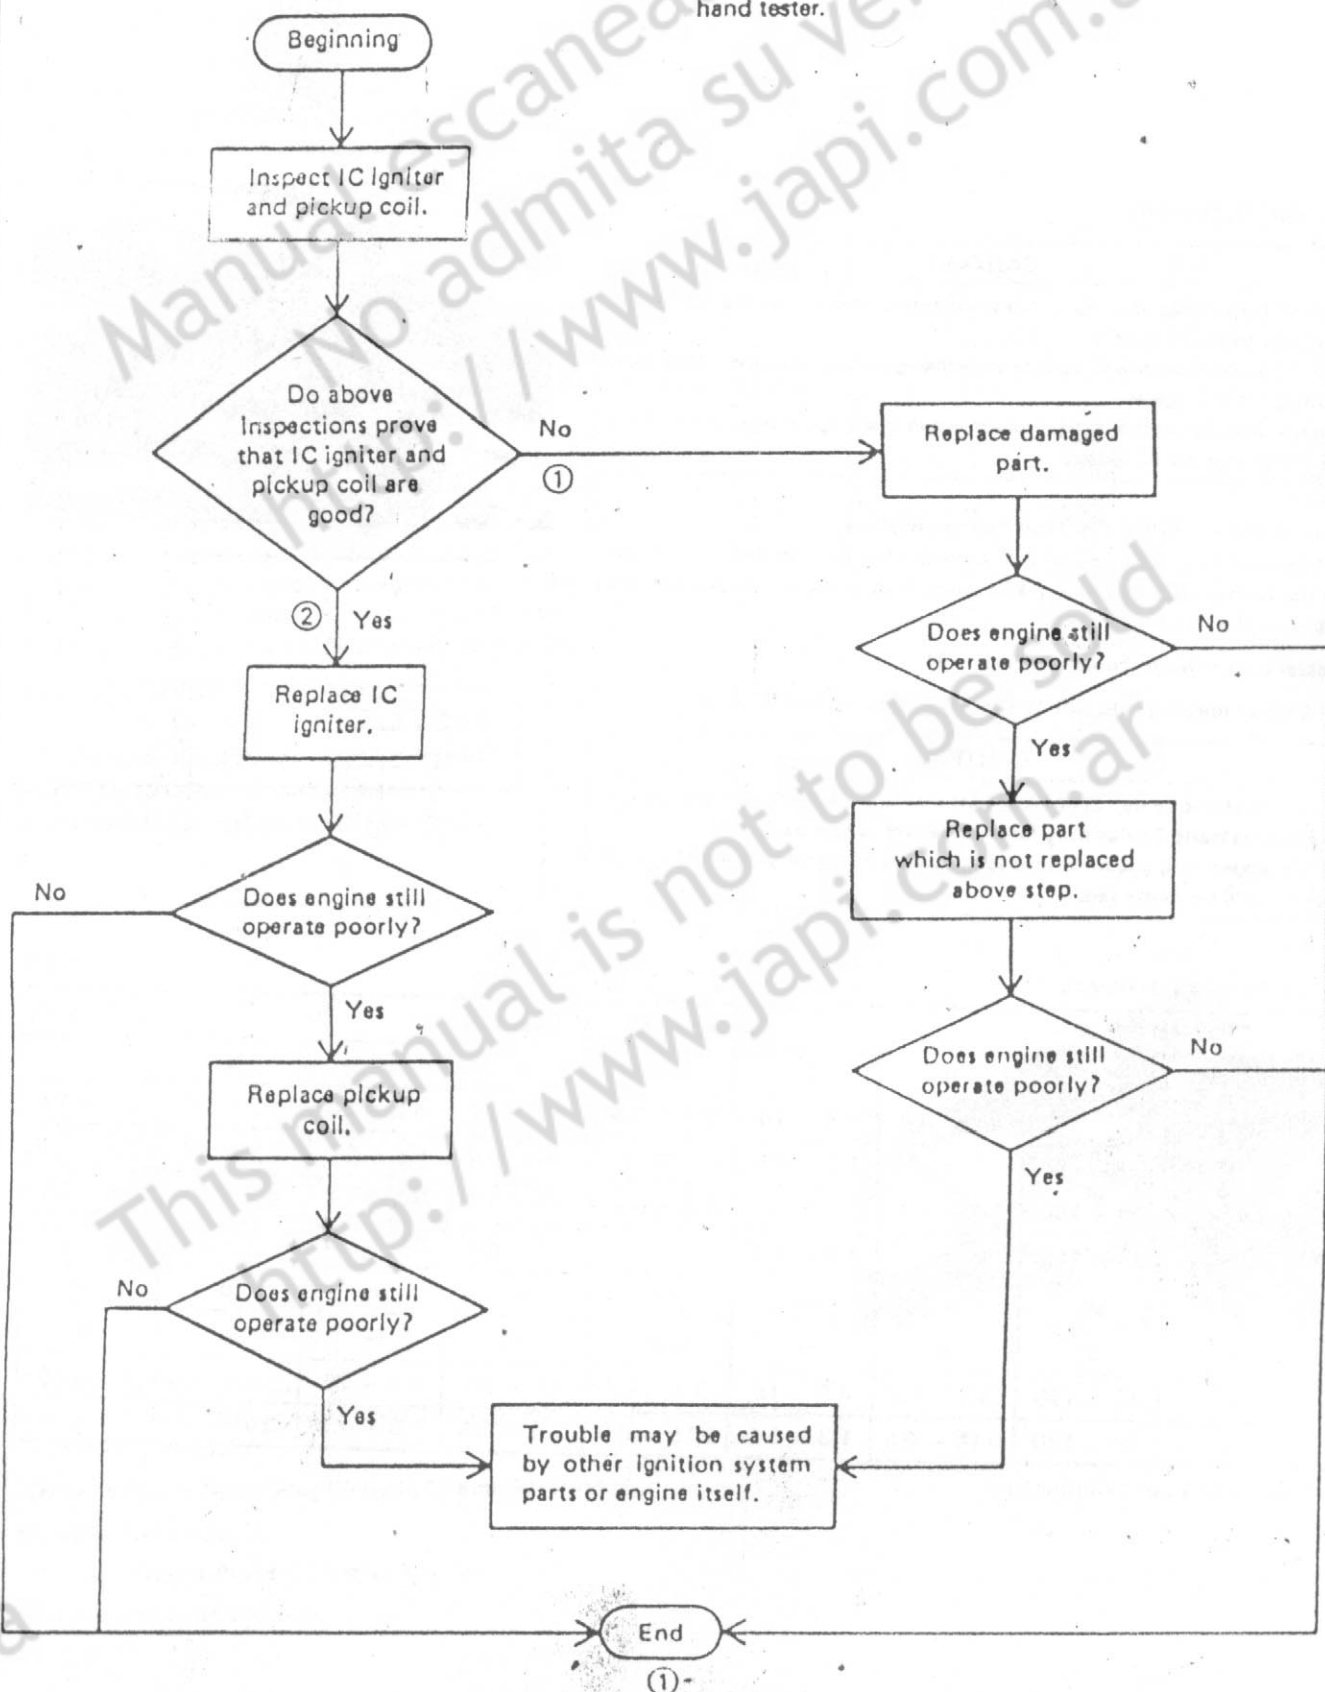 hand tester.
Beginning
Inspect IC Igniter
and pickup coil.
Do above
Inspections prove
that IC igniter and
pickup coil are
good?
No
①
② Yes
Replace damaged
part.
Does engine still
operate poorly?
No
Yes
Replace part
which is not replaced
above step.
Does engine still
operate poorly?
No
Yes
Replace IC
igniter.
Does engine still
operate poorly?
No
Yes
Replace pickup
coil.
Does engine still
operate poorly?
No
Yes
Trouble may be caused
by other ignition system
parts or engine itself.
End
①
Manual escanea
No admita su ve
http://www.japi.com.a
This manual is not to be sold
http://www.japi.com.ar
a